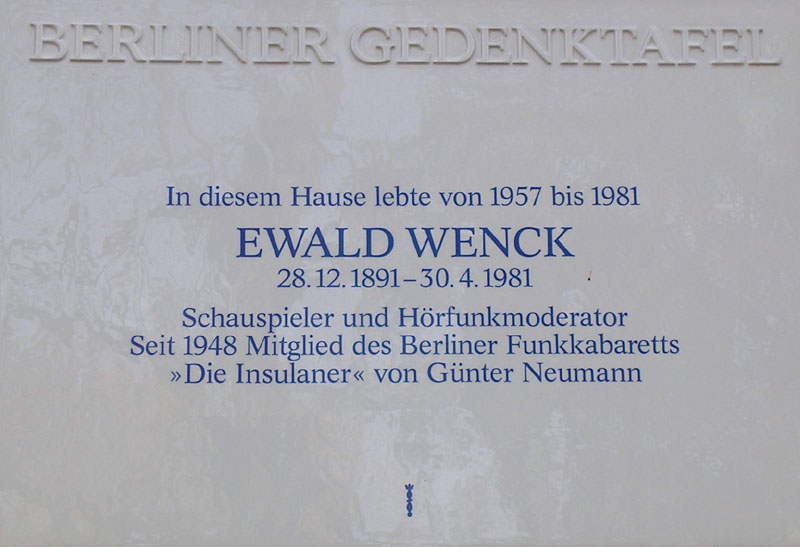 BERLINER GEDENKTAFEL
In diesem Hause lebte von 1957 bis 1981
EWALD WENCK
28.12.1891–30.4.1981
Schauspieler und Hörfunkmoderator
Seit 1948 Mitglied des Berliner Funkkabaretts
»Die Insulaner« von Günter Neumann